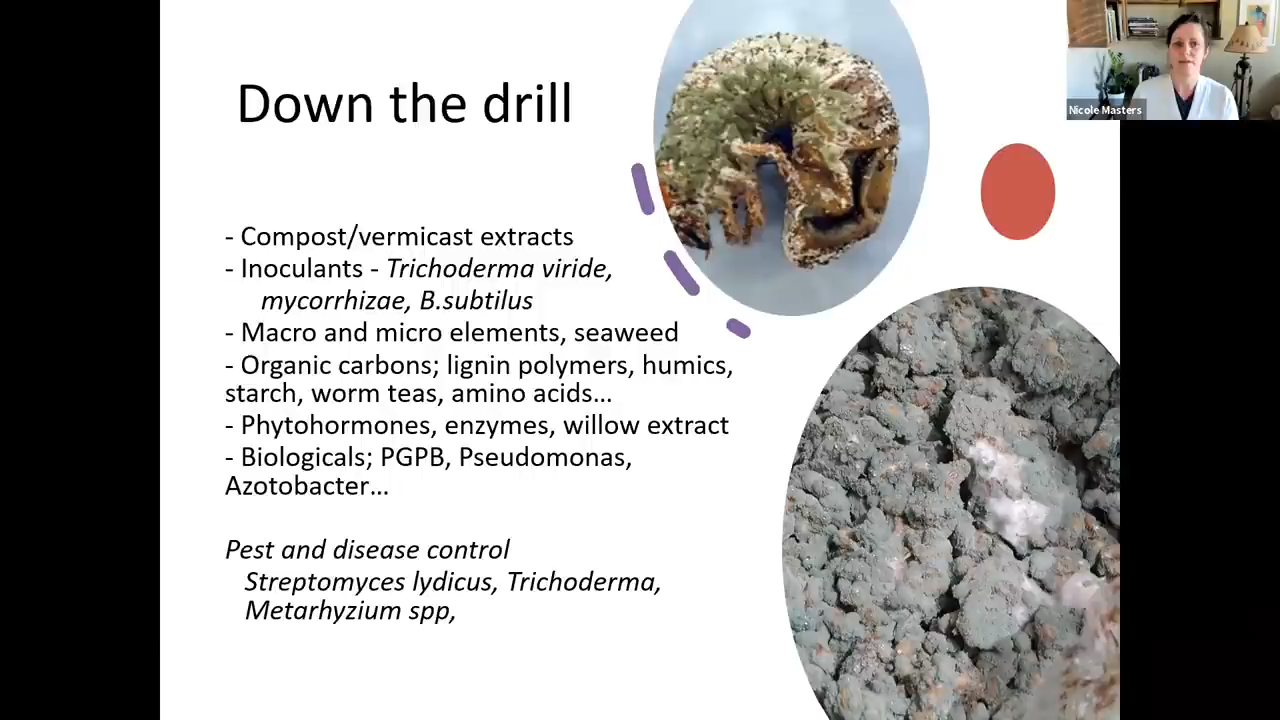 Down the drill
- Compost/vermicast extracts
- Inoculants - Trichoderma viride,
mycorrhizae, B.subtilus
- Macro and micro elements, seaweed
- Organic carbons; lignin polymers, humics,
starch, worm teas, amino acids...
- Phytohormones, enzymes, willow extract
- Biologicals; PGPB, Pseudomonas,
Azotobacter...
Pest and disease control
Streptomyces lydicus, Trichoderma,
Metarhyzium spp,
Nicole Masters